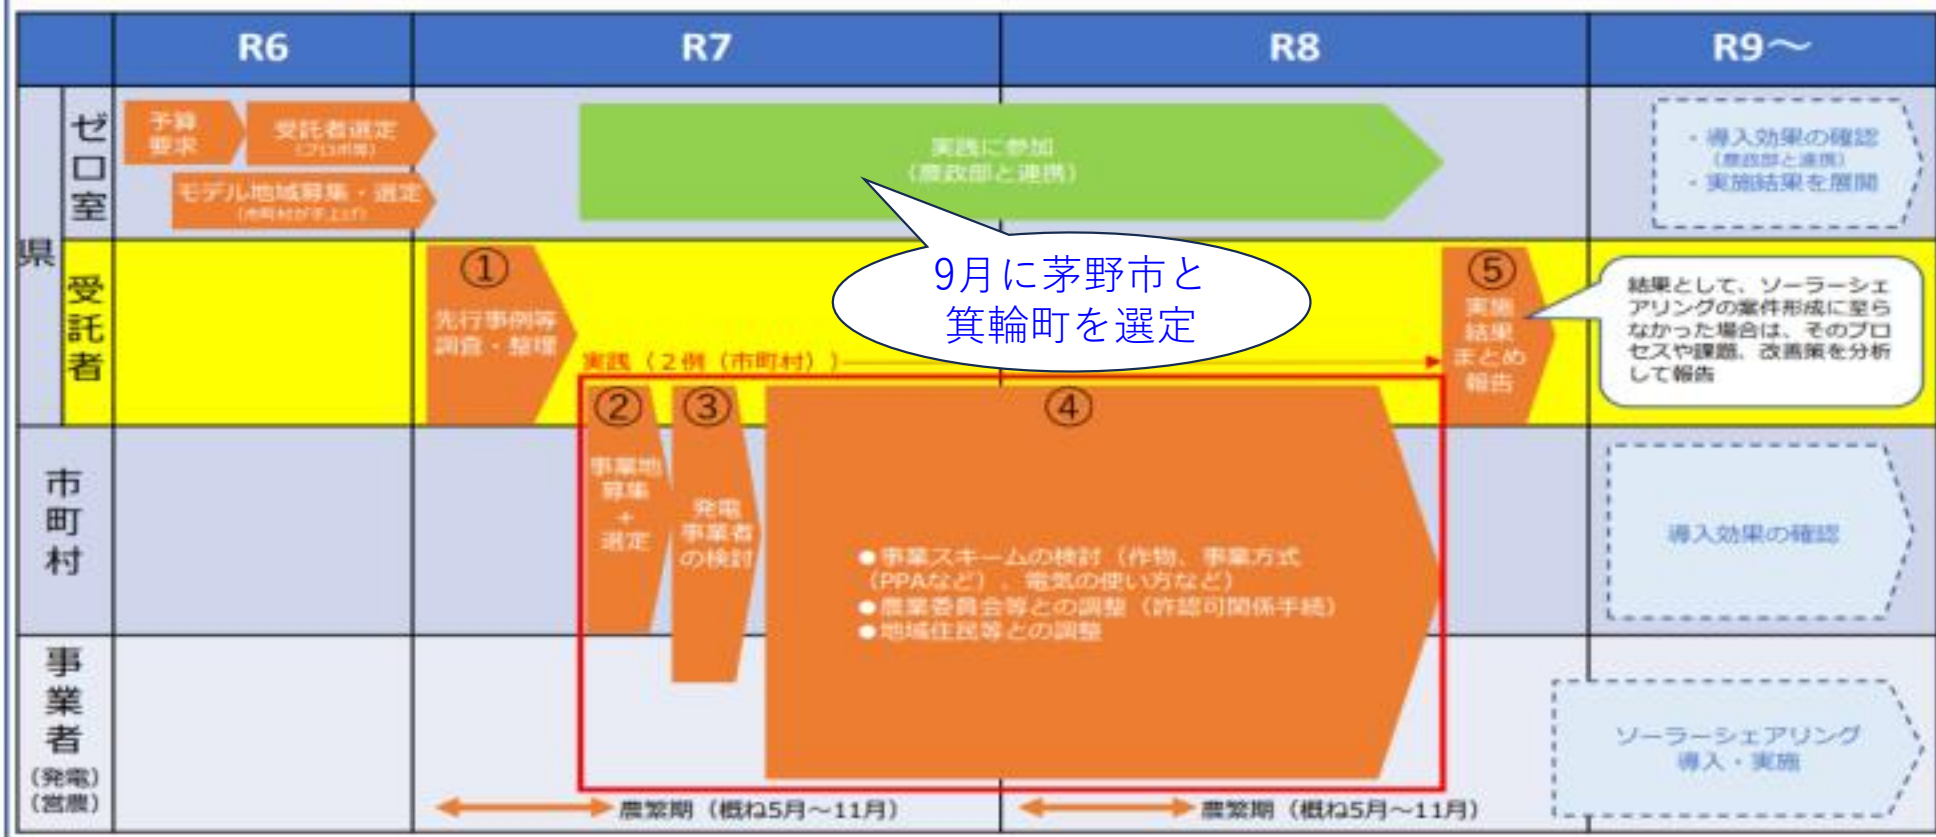 R6
R7
R8
R9～
県
ゼロ室
予算
要求
受託者選定
(プロポ等)
モデル地域募集・選定
(市町村が手上げ)
実践に参加
(農政部と連携)
・導入効果の確認
(農政部と連携)
・実施結果を展開
9月に茅野市と
箕輪町を選定
受託者
①
先行事例等
調査・整理
実践（２例（市町村））
⑤
実施
結果
まとめ
報告
結果として、ソーラーシェ
アリングの案件形成に至ら
なかった場合は、そのプロ
セスや課題、改善策を分析
して報告
市町村
②
事業地
募集
+
選定
③
発電
事業者
の検討
④
●事業スキームの検討（作物、事業方式
（PPAなど）、電気の使い方など）
●農業委員会等との調整（許認可関係手続）
●地域住民等との調整
導入効果の確認
事業者
(発電)
(営農)
ソーラーシェアリング
導入・実施
農繁期（概ね5月～11月）
農繁期（概ね5月～11月）